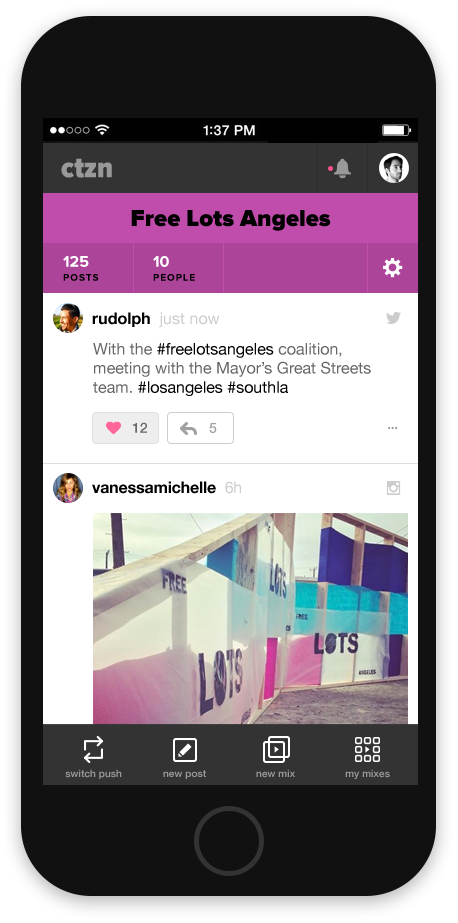 1:37 PM
ctzn
Free Lots Angeles
125 10
POSTS PEOPLE
rudolph just now
With the #freelotsangeles coalition,
meeting with the Mayor's Great Streets
team. #losangeles #southla
12 5 ...
vanessamichelle 6h
FREE LOTS
FREE
LOTS
LOTS ANGELES
switch push new post new mix my mixes